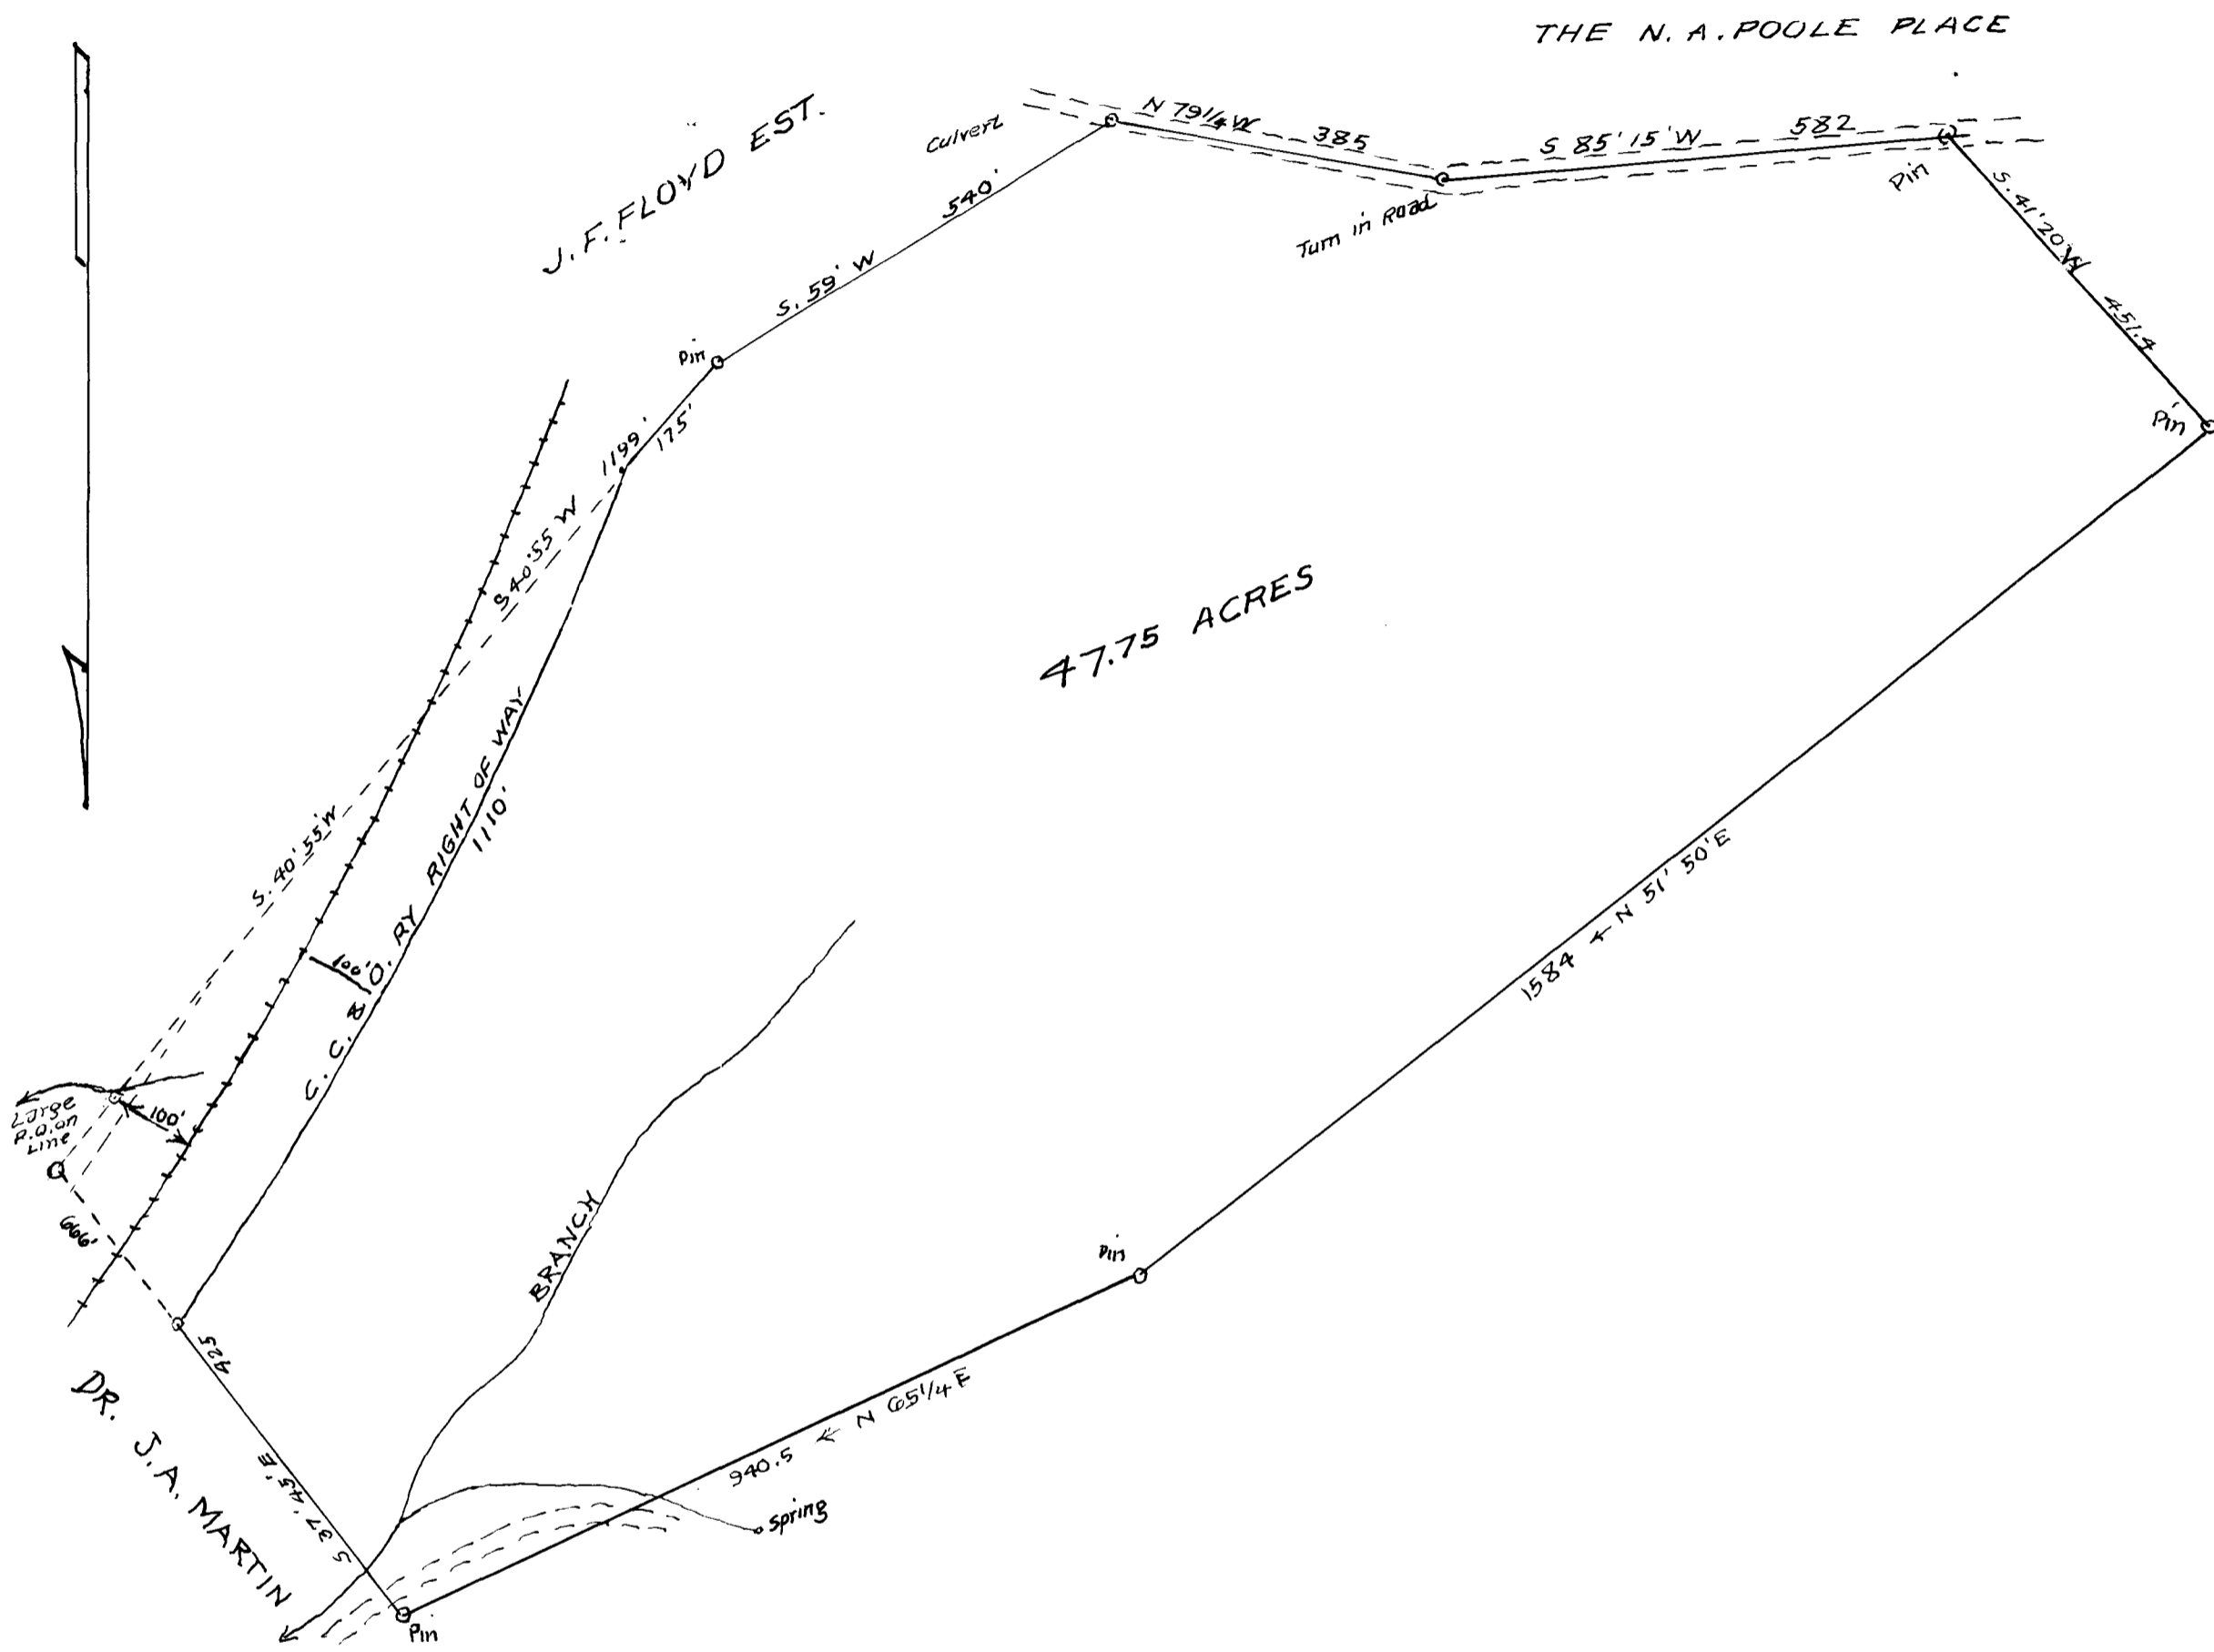 THE N. A. POOLE PLACE
J. F. FLOYD EST.
Culvert
N 79 1/4 W 385
S 85' 15' W 582
Pin
Turn in Road
S. 41' 20' W
451.4
Pin
540'
S. 59' W
Pin
1199'
175'
S 40' 55' W
47.75 ACRES
C. C. & O. RY RIGHT OF WAY
1110'
S. 40' 55' W
100'
1584 ← N 51' 50' E
Large
R.O. on
Line
100'
666'
BRANCH
Pin
425
DR. J. A. MARTIN
S 37' 45' E
940.5 ← N 65 1/4 E
Spring
Pin